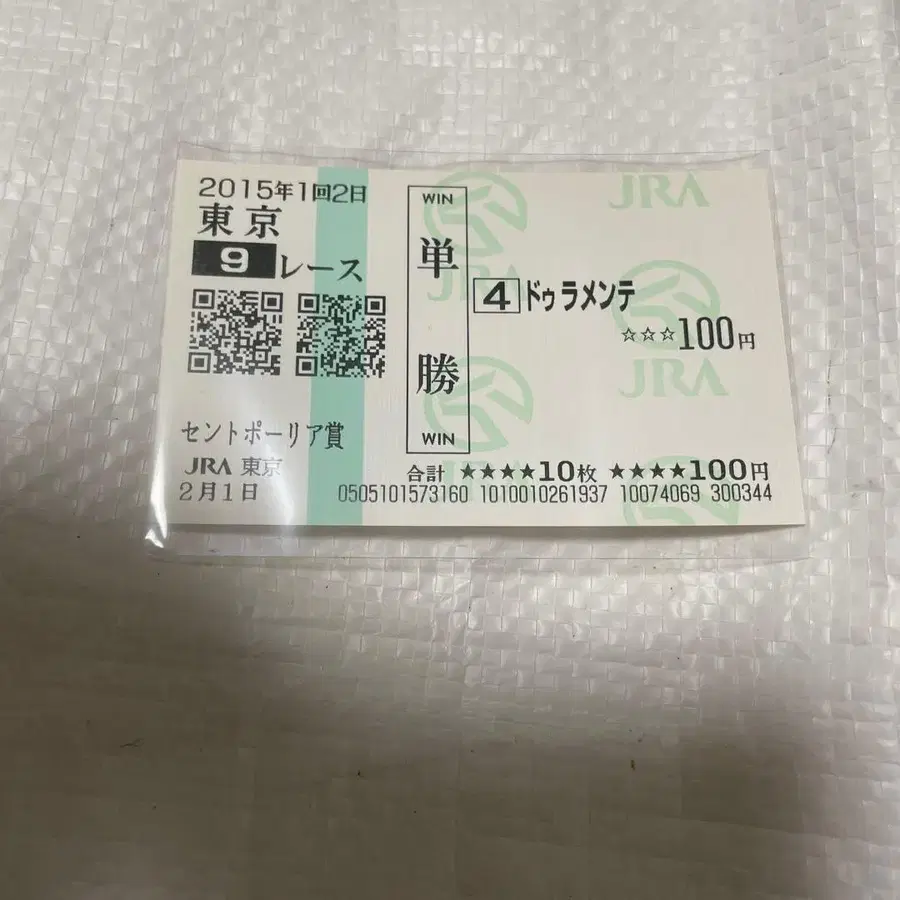 2015年1回2日
東京
9レース
セントポーリア賞
JRA 東京
2月1日
WIN
単勝
WIN
4 ドゥラメンテ
☆☆☆100円
合計 ★★★★10枚 ★★★★100円
0505101573160 1010010261937 10074069 300344
JRA
JRA
JRA